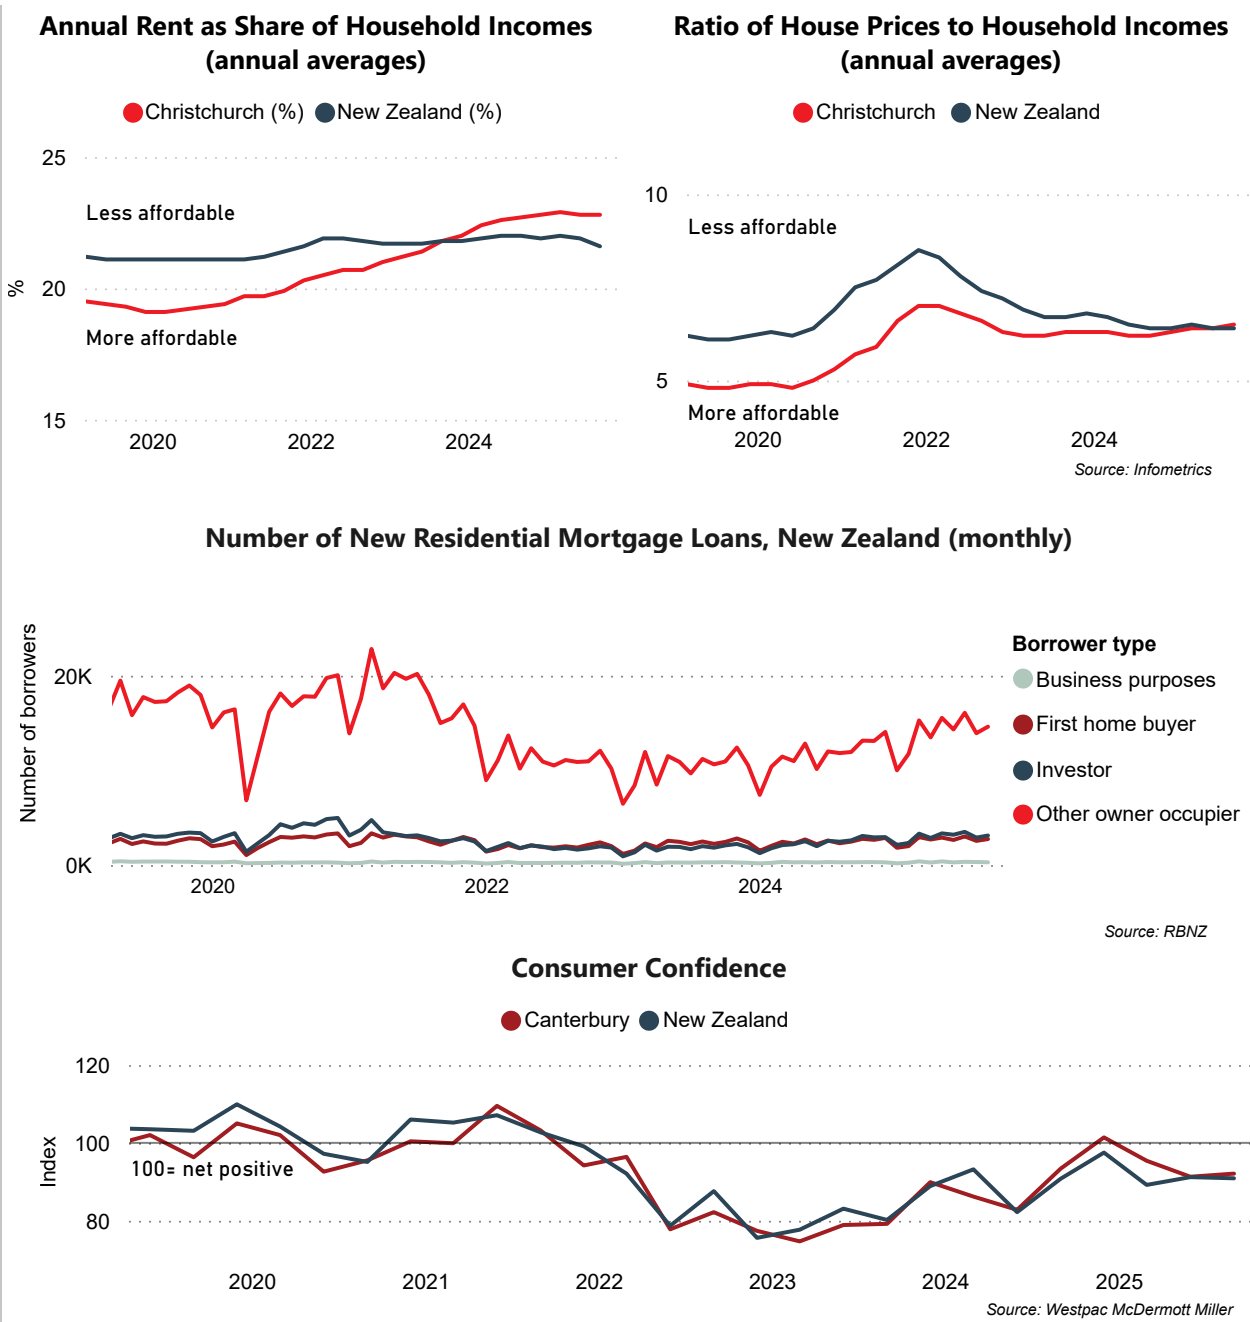 Annual Rent as Share of Household Incomes
(annual averages)
Christchurch (%) New Zealand (%)
25
Less affordable
%
20
More affordable
15
2020 2022 2024
Ratio of House Prices to Household Incomes
(annual averages)
Christchurch New Zealand
10
Less affordable
5
More affordable
2020 2022 2024
Source: Infometrics
Number of New Residential Mortgage Loans, New Zealand (monthly)
Number of borrowers
20K
0K
2020 2022 2024
Borrower type
Business purposes
First home buyer
Investor
Other owner occupier
Source: RBNZ
Consumer Confidence
Canterbury New Zealand
120
Index
100
100= net positive
80
2020 2021 2022 2023 2024 2025
Source: Westpac McDermott Miller